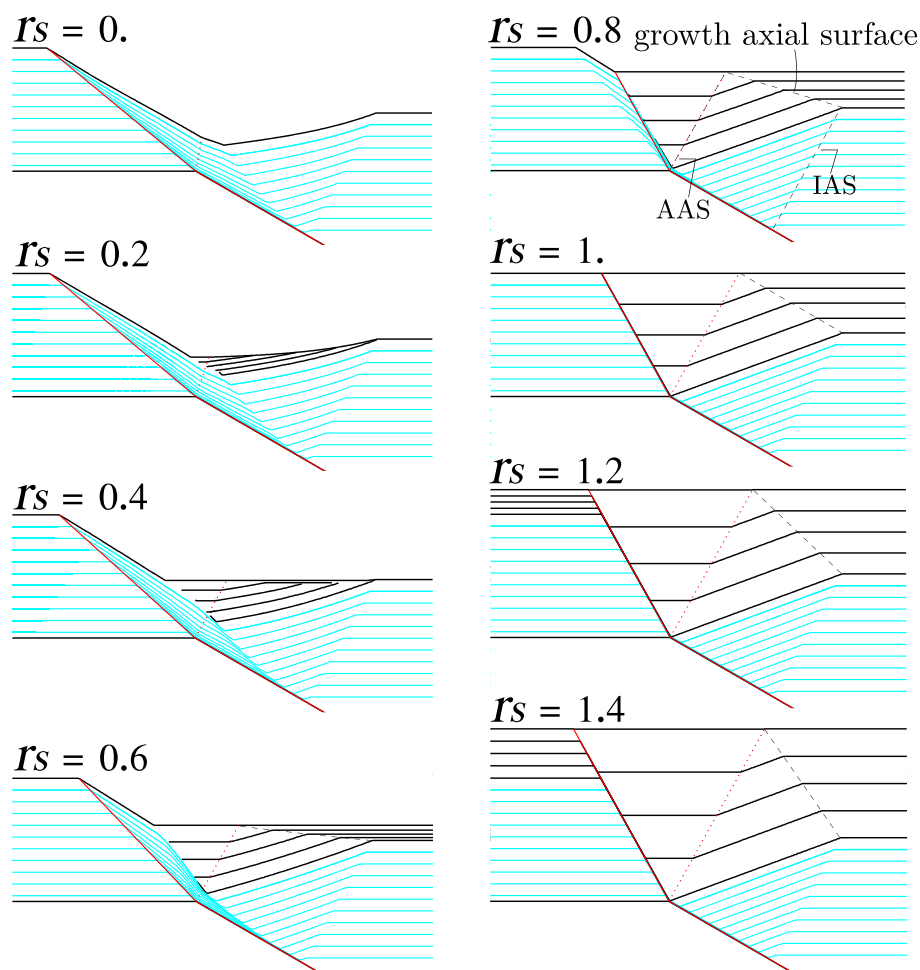 rs = 0.
rs = 0.2
rs = 0.4
rs = 0.6
rs = 0.8
growth axial surface
IAS
AAS
rs = 1.
rs = 1.2
rs = 1.4